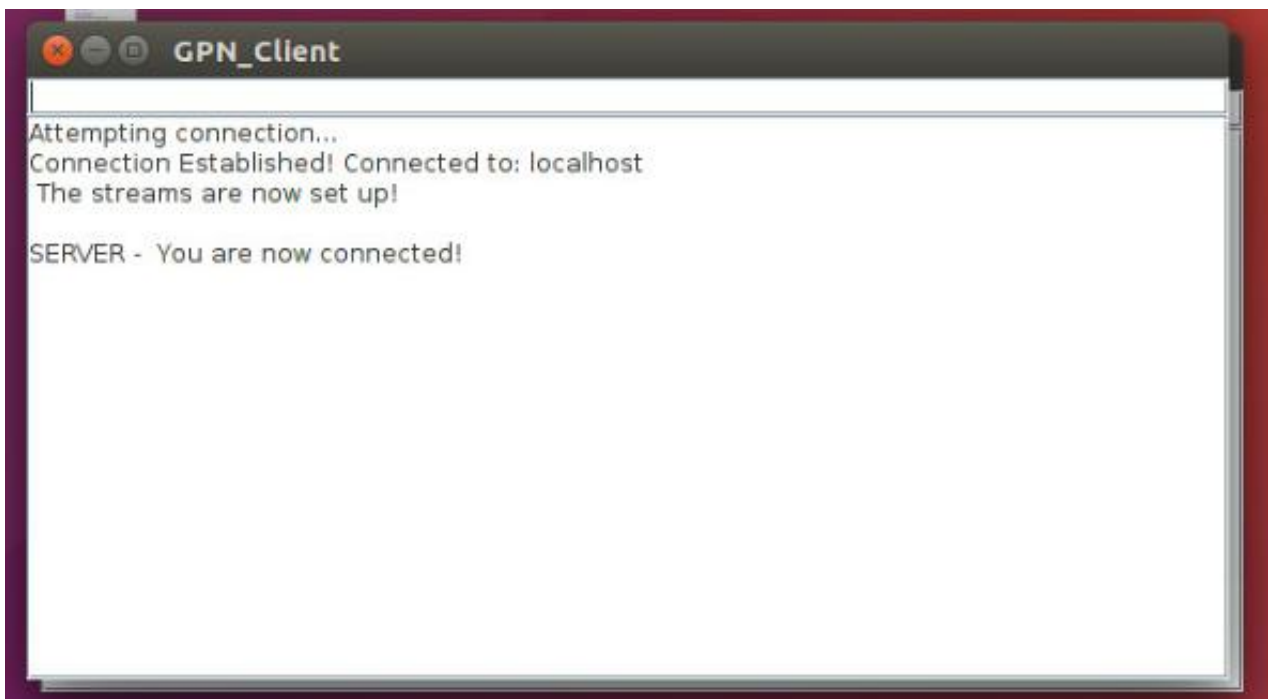 GPN_Client
Attempting connection...
Connection Established! Connected to: localhost
The streams are now set up!
SERVER - You are now connected!